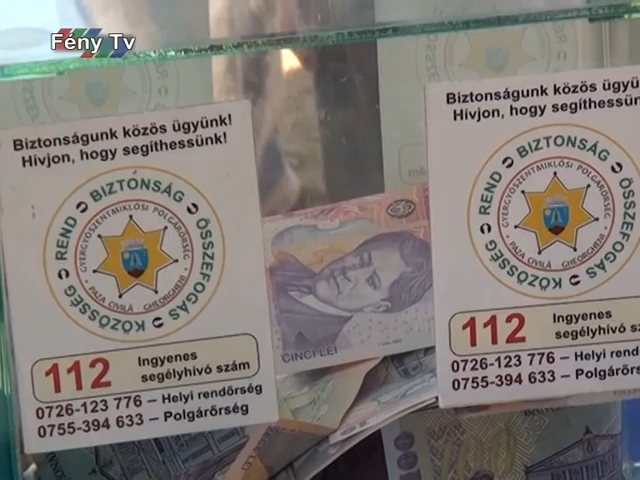 Fény Tv
Biztonságunk közös ügyünk!
Hívjon, hogy segíthessünk!
REND BIZTONSÁG ÖSSZEFOGÁS KÖZÖSSÉG
GYERGYÓSZENTMIKLÓSI POLGÁRŐRSÉG
PAZA CIVILĂ GHEORGHENI
112 Ingyenes
segélyhívó szám
0726-123 776 – Helyi rendőrség
0755-394 633 – Polgárőrség
CINCI LEI
Biztonságunk közös
Hívjon, hogy segíthessün
REND BIZTONSÁG ÖSSZEFOGÁS KÖZÖSSÉG
GYERGYÓSZENTMIKLÓSI POLGÁRŐRSÉG
PAZA CIVILĂ GHEORGHENI
112 Ingyenes
segélyhívó
0726-123 776 – Helyi rend
0755-394 633 – Polgárőrs